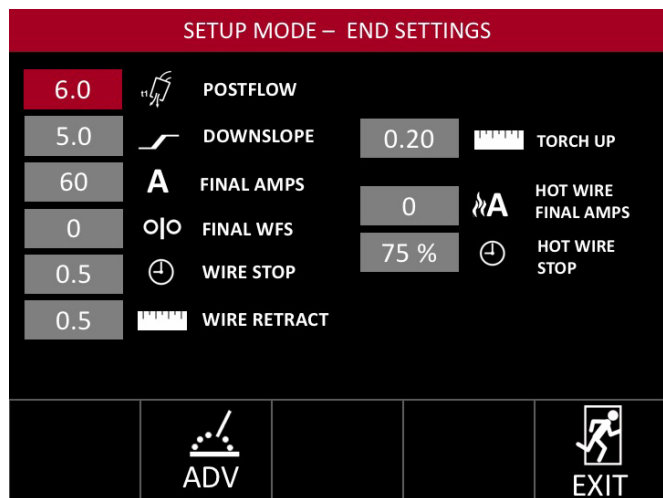 SETUP MODE – END SETTINGS
6.0 POSTFLOW
5.0 DOWNSLOPE
60 A FINAL AMPS
0 FINAL WFS
0.5 WIRE STOP
0.5 WIRE RETRACT
0.20 TORCH UP
0 A HOT WIRE
FINAL AMPS
75 % HOT WIRE
STOP
ADV
EXIT